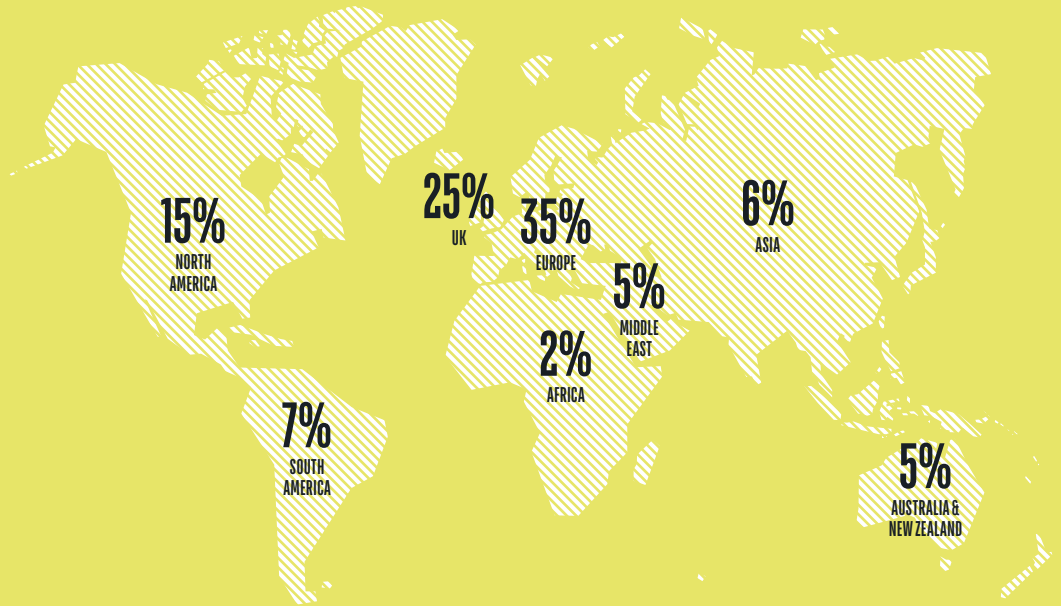 15%
NORTH
AMERICA
25%
UK
35%
EUROPE
6%
ASIA
5%
MIDDLE
EAST
2%
AFRICA
7%
SOUTH
AMERICA
5%
AUSTRALIA &
NEW ZEALAND